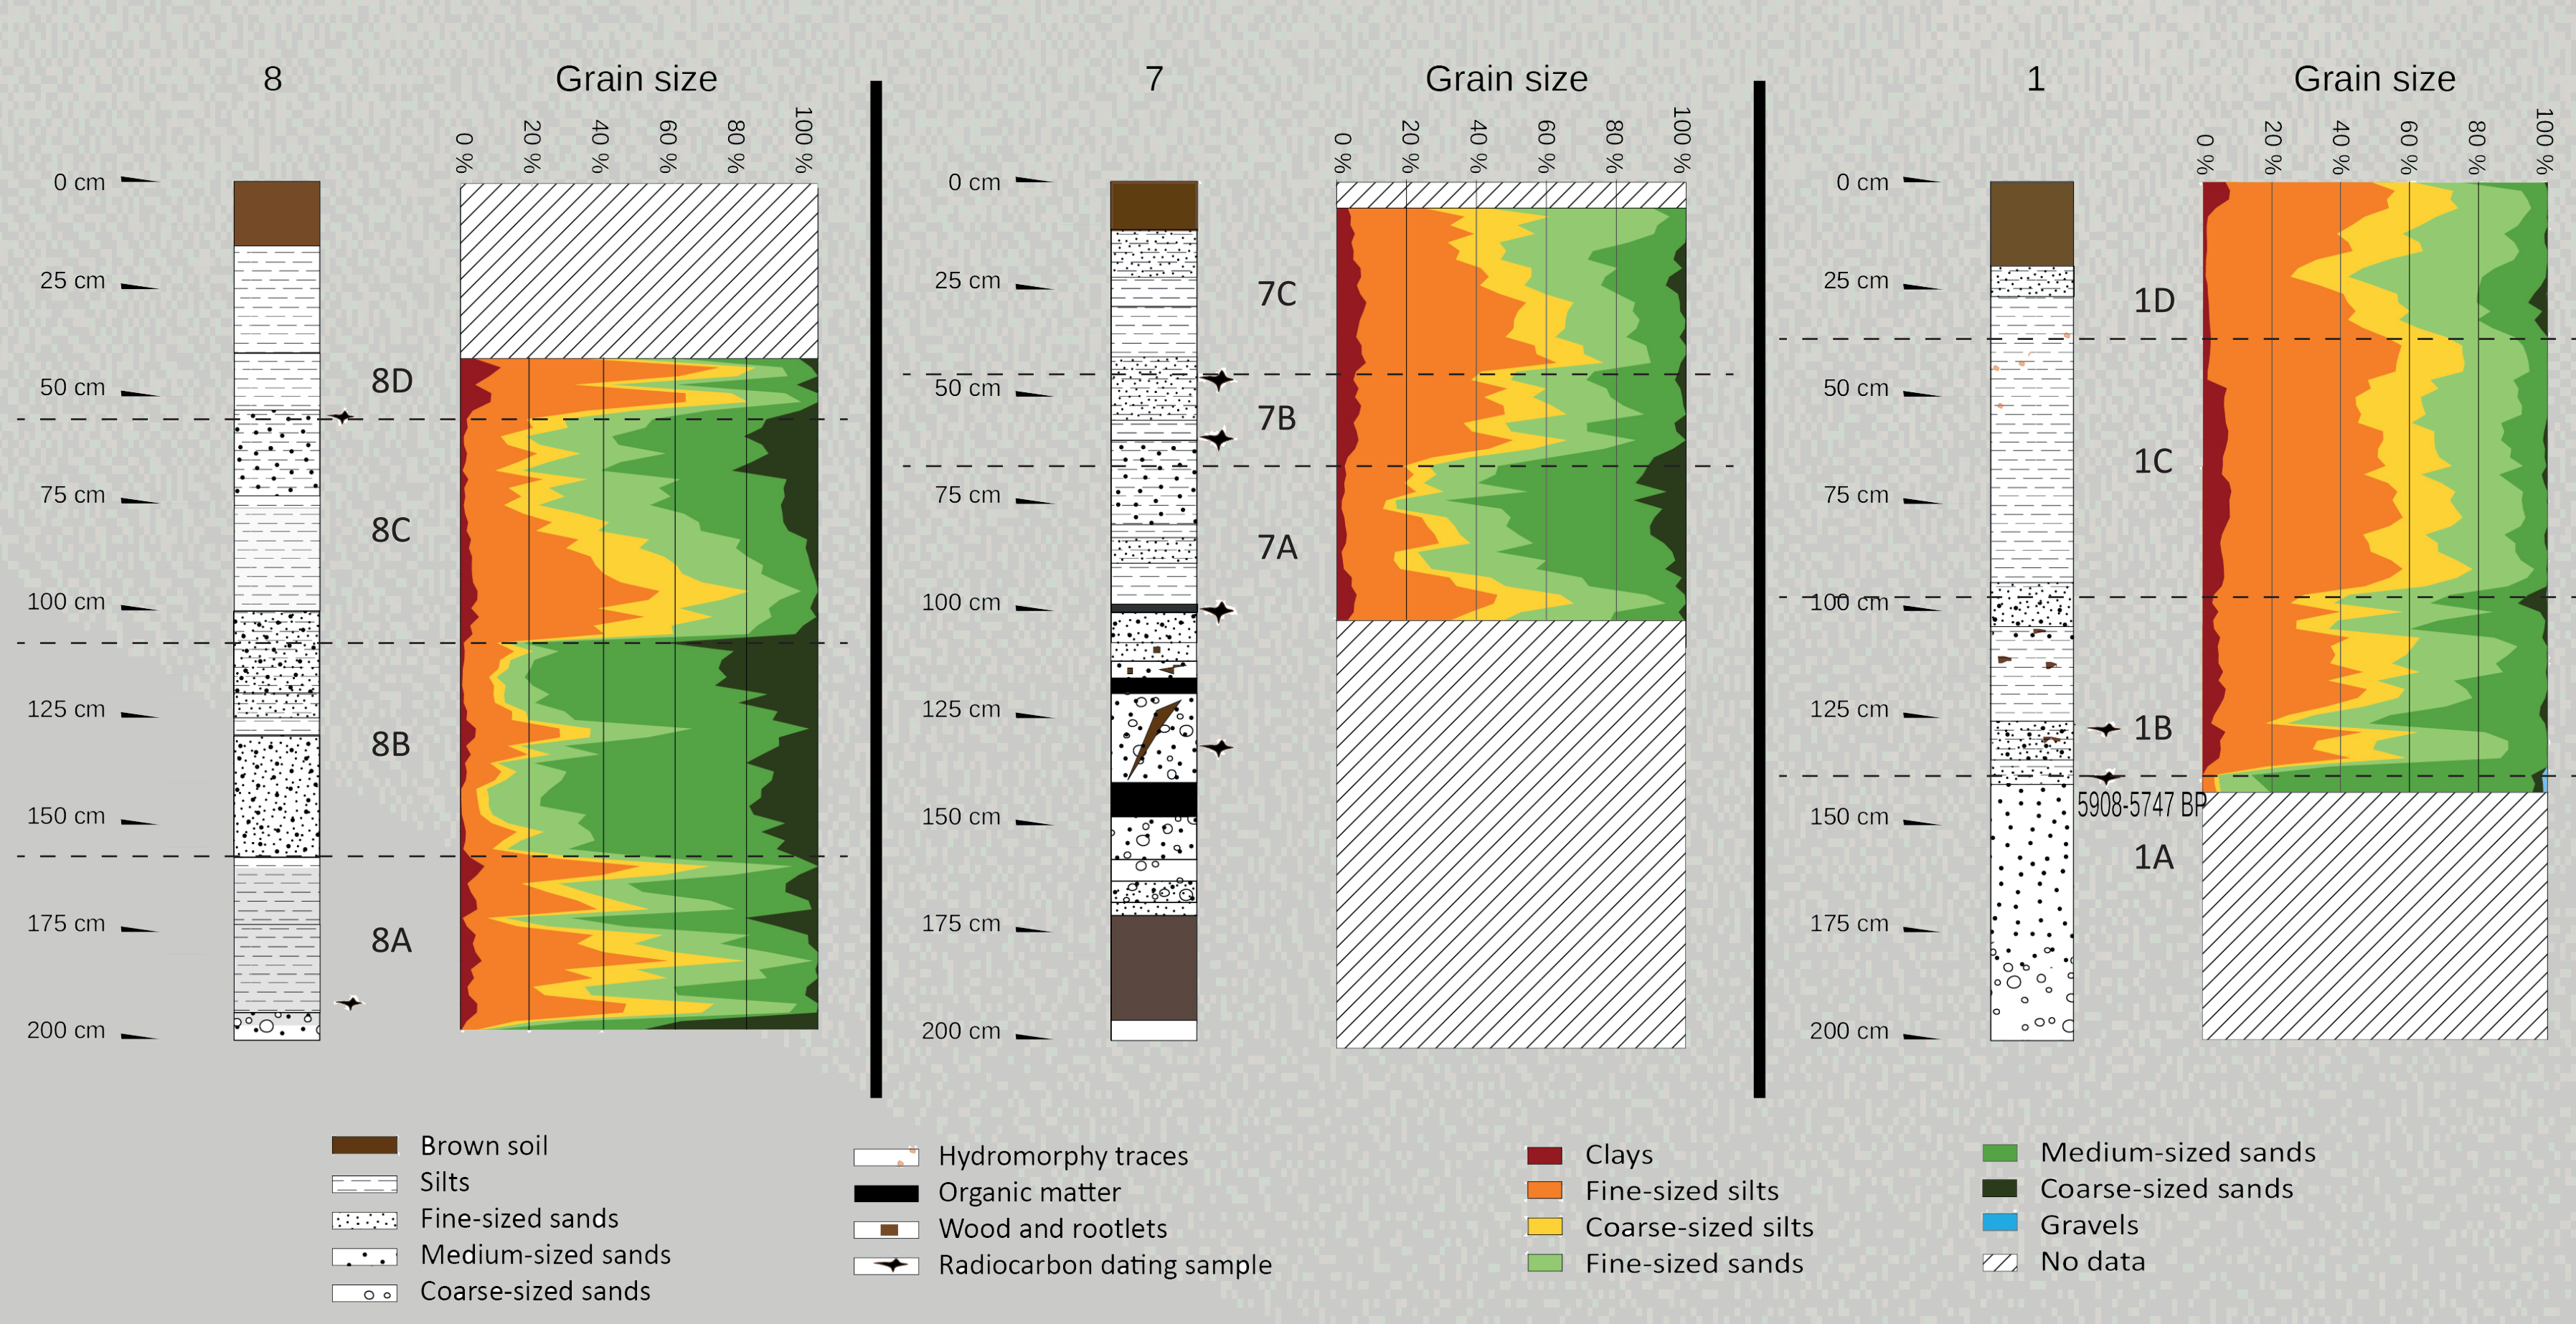 8
Grain size
0 %
20 %
40 %
60 %
80 %
100 %
0 cm
25 cm
50 cm
75 cm
100 cm
125 cm
150 cm
175 cm
200 cm
8D
8C
8B
8A
7
Grain size
0 %
20 %
40 %
60 %
80 %
100 %
0 cm
25 cm
50 cm
75 cm
100 cm
125 cm
150 cm
175 cm
200 cm
7C
7B
7A
1
Grain size
0 %
20 %
40 %
60 %
80 %
100 %
0 cm
25 cm
50 cm
75 cm
100 cm
125 cm
150 cm
175 cm
200 cm
1D
1C
1B
5908-5747 BP
1A
Brown soil
Silts
Fine-sized sands
Medium-sized sands
Coarse-sized sands
Hydromorphy traces
Organic matter
Wood and rootlets
Radiocarbon dating sample
Clays
Fine-sized silts
Coarse-sized silts
Fine-sized sands
Medium-sized sands
Coarse-sized sands
Gravels
No data